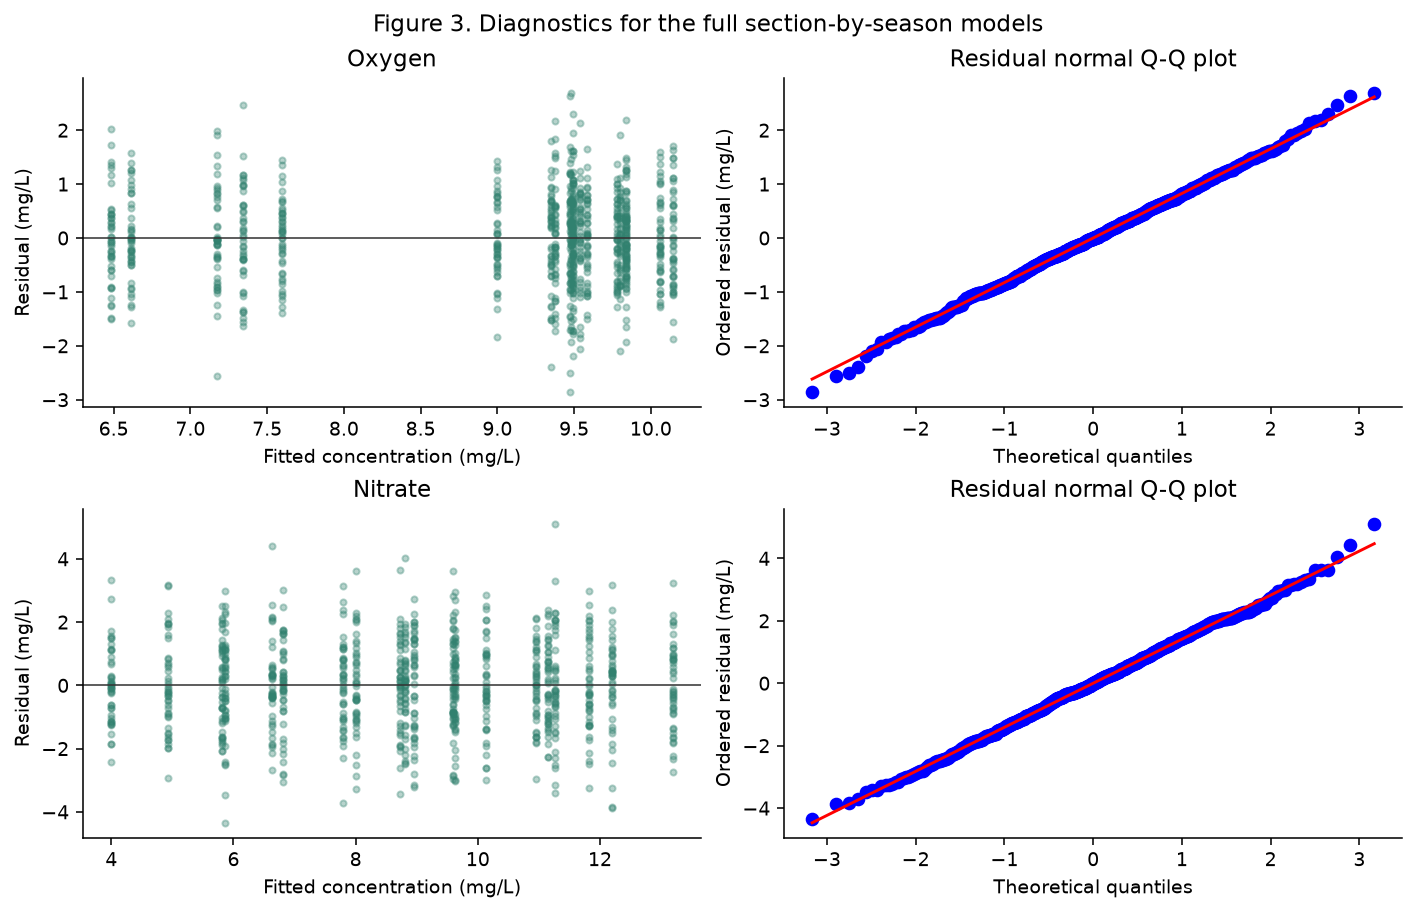 Figure 3. Diagnostics for the full section-by-season models
Oxygen
Residual (mg/L)
2
1
0
−1
−2
−3
6.5 7.0 7.5 8.0 8.5 9.0 9.5 10.0
Fitted concentration (mg/L)
Residual normal Q-Q plot
Ordered residual (mg/L)
2
1
0
−1
−2
−3
−3 −2 −1 0 1 2 3
Theoretical quantiles
Nitrate
Residual (mg/L)
4
2
0
−2
−4
4 6 8 10 12
Fitted concentration (mg/L)
Residual normal Q-Q plot
Ordered residual (mg/L)
4
2
0
−2
−4
−3 −2 −1 0 1 2 3
Theoretical quantiles